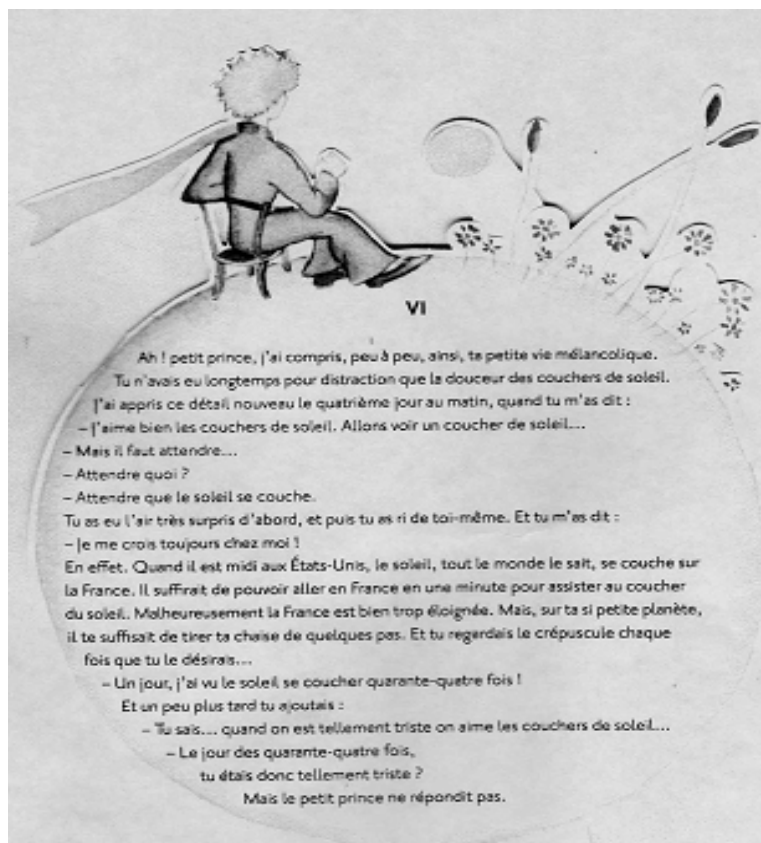 VI
Ah ! petit prince, j'ai compris, peu à peu, ainsi, ta petite vie mélancolique.
Tu n'avais eu longtemps pour distraction que la douceur des couchers de soleil.
J'ai appris ce détail nouveau le quatrième jour au matin, quand tu m'as dit :
– J'aime bien les couchers de soleil. Allons voir un coucher de soleil...
– Mais il faut attendre...
– Attendre quoi ?
– Attendre que le soleil se couche.
Tu as eu l'air très surpris d'abord, et puis tu as ri de toi-même. Et tu m'as dit :
– Je me crois toujours chez moi !
En effet. Quand il est midi aux États-Unis, le soleil, tout le monde le sait, se couche sur
la France. Il suffirait de pouvoir aller en France en une minute pour assister au coucher
du soleil. Malheureusement la France est bien trop éloignée. Mais, sur ta si petite planète,
il te suffisait de tirer ta chaise de quelques pas. Et tu regardais le crépuscule chaque
fois que tu le désirais...
– Un jour, j'ai vu le soleil se coucher quarante-quatre fois !
Et un peu plus tard tu ajoutais :
– Tu sais... quand on est tellement triste on aime les couchers de soleil...
– Le jour des quarante-quatre fois,
tu étais donc tellement triste ?
Mais le petit prince ne répondit pas.